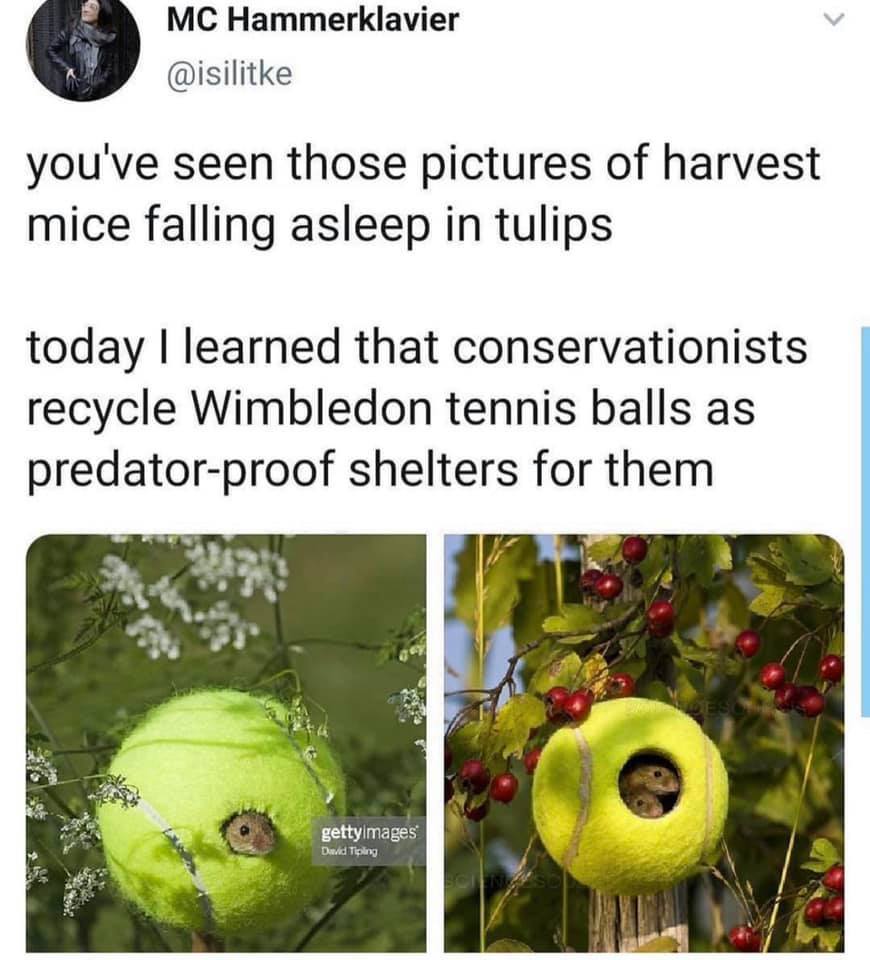 MC Hammerklavier
@isilitke
you've seen those pictures of harvest
mice falling asleep in tulips
today I learned that conservationists
recycle Wimbledon tennis balls as
predator-proof shelters for them
gettyimages
David Tipling